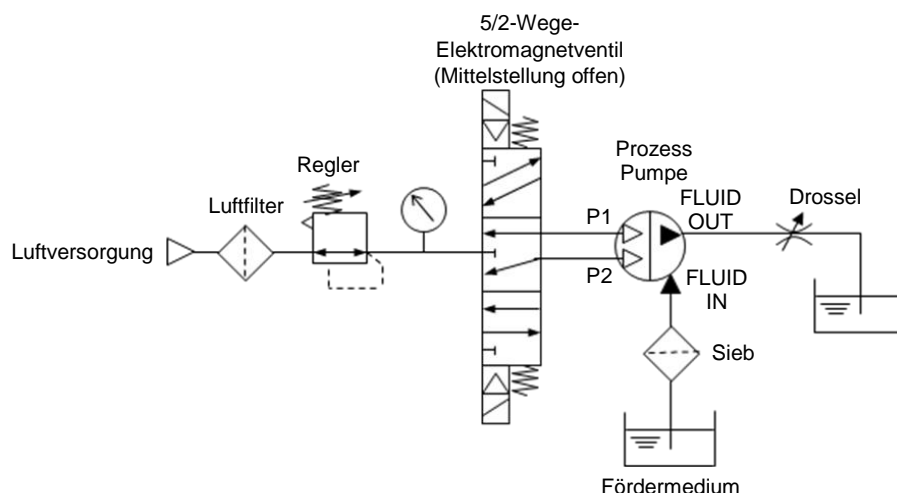 5/2-Wege-
Elektromagnetventil
(Mittelstellung offen)
Prozess
Pumpe
Regler
Luftfilter
P1
FLUID
OUT
Drossel
Luftversorgung
P2
FLUID
IN
Sieb
Fördermedium